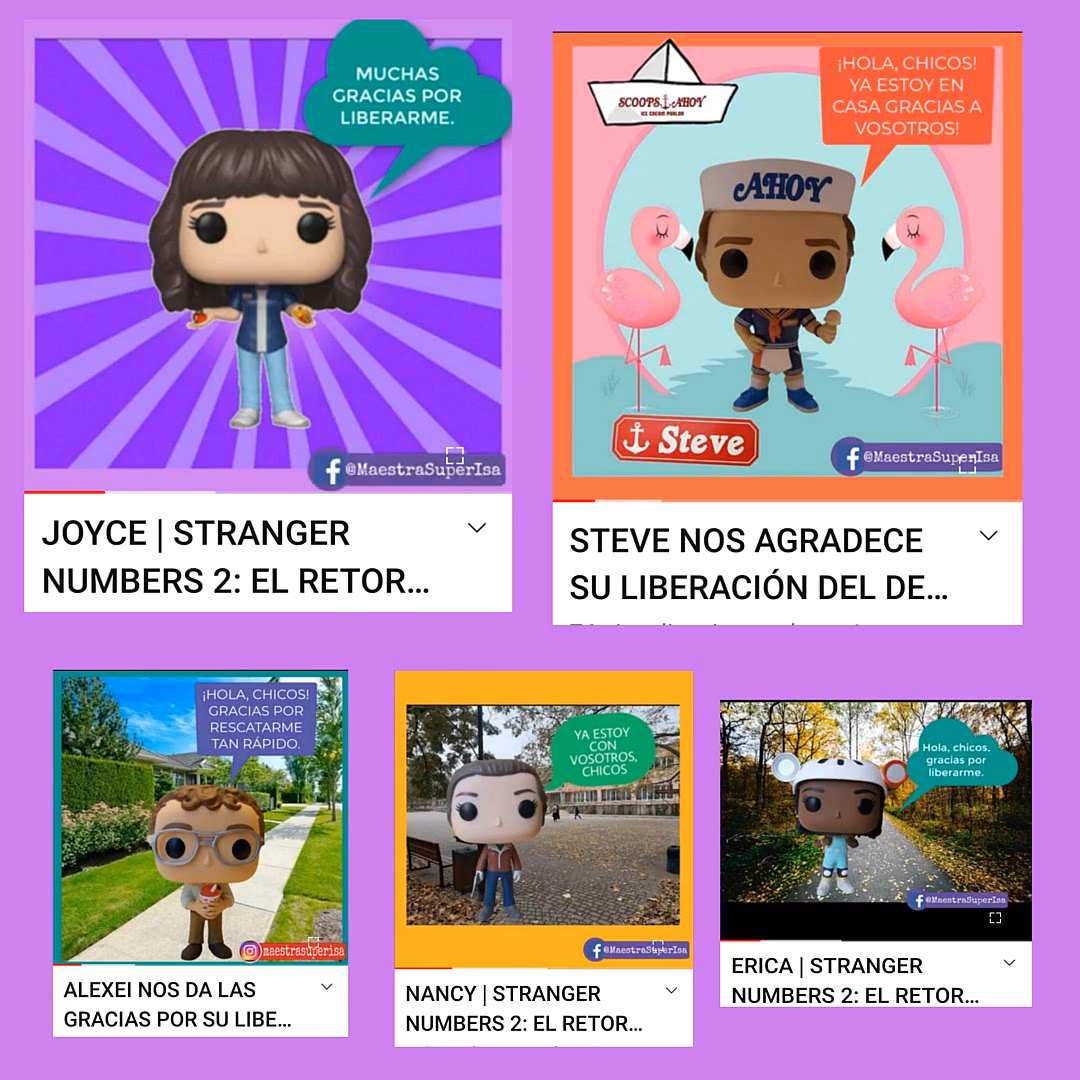 MUCHAS
GRACIAS POR
LIBERARME.
@MaestraSuperIsa
JOYCE | STRANGER
NUMBERS 2: EL RETOR...
SCOOPS AHOY
ICE CREAM PARLOR
¡HOLA, CHICOS!
YA ESTOY EN
CASA GRACIAS A
VOSOTROS!
AHOY
Steve
@MaestraSuperIsa
STEVE NOS AGRADECE
SU LIBERACIÓN DEL DE...
¡HOLA, CHICOS!
GRACIAS POR
RESCATARME
TAN RÁPIDO.
maestrasuperisa
ALEXEI NOS DA LAS
GRACIAS POR SU LIBE...
YA ESTOY
CON
VOSOTROS,
CHICOS
@MaestraSuperIsa
NANCY | STRANGER
NUMBERS 2: EL RETOR...
Hola, chicos,
gracias por
liberarme.
@MaestraSuperIsa
ERICA | STRANGER
NUMBERS 2: EL RETOR...